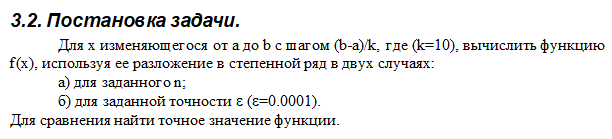 3.2. Постановка задачи.
Для x изменяющегося от a до b с шагом (b-a)/k, где (k=10), вычислить функцию
f(x), используя ее разложение в степенной ряд в двух случаях:
а) для заданного n;
б) для заданной точности ε (ε=0.0001).
Для сравнения найти точное значение функции.